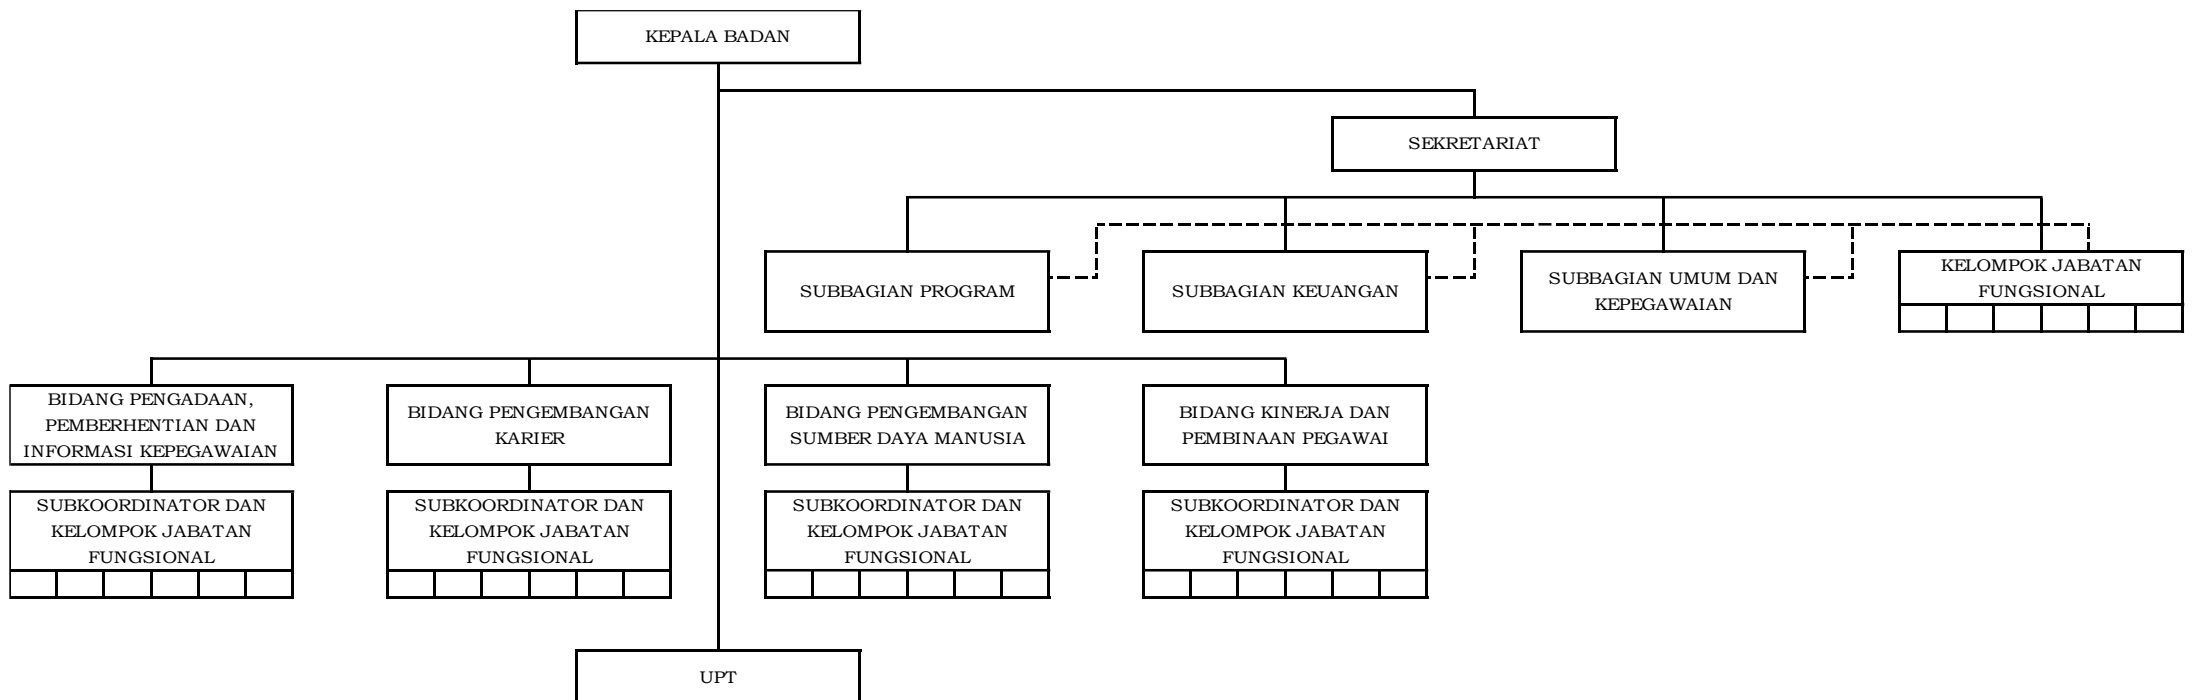 KEPALA BADAN
SEKRETARIAT
SUBBAGIAN PROGRAM
SUBBAGIAN KEUANGAN
SUBBAGIAN UMUM DAN
KEPEGAWAIAN
KELOMPOK JABATAN
FUNGSIONAL
BIDANG PENGADAAN,
PEMBERHENTIAN DAN
INFORMASI KEPEGAWAIAN
BIDANG PENGEMBANGAN
KARIER
BIDANG PENGEMBANGAN
SUMBER DAYA MANUSIA
BIDANG KINERJA DAN
PEMBINAAN PEGAWAI
SUBKOORDINATOR DAN
KELOMPOK JABATAN
FUNGSIONAL
SUBKOORDINATOR DAN
KELOMPOK JABATAN
FUNGSIONAL
SUBKOORDINATOR DAN
KELOMPOK JABATAN
FUNGSIONAL
SUBKOORDINATOR DAN
KELOMPOK JABATAN
FUNGSIONAL
UPT